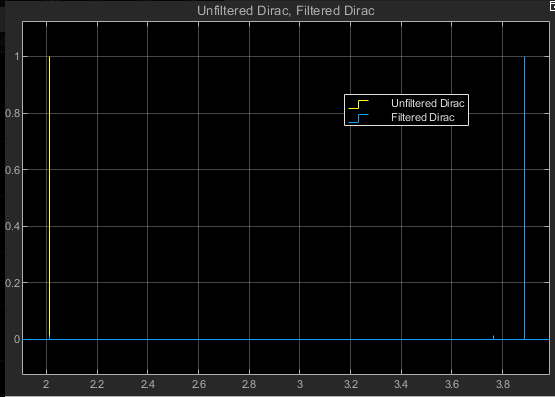 Unfiltered Dirac, Filtered Dirac
1
Unfiltered Dirac
Filtered Dirac
0.8
0.6
0.4
0.2
0
2 2.2 2.4 2.6 2.8 3 3.2 3.4 3.6 3.8